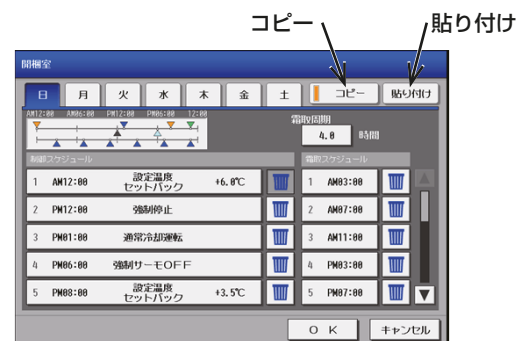 コピー 貼り付け
開梱室
日 月 火 水 木 金 土 コピー 貼り付け
AM12:00 AM06:00 PM12:00 PM06:00 12:00
霜取周期
4.0 時間
制御スケジュール 霜取スケジュール
1 AM12:00 設定温度セットバック +6.0℃ 1 AM03:00
2 PM12:00 強制停止 2 AM07:00
3 PM01:00 通常冷却運転 3 AM11:00
4 PM06:00 強制サーモOFF 4 PM03:00
5 PM08:00 設定温度セットバック +3.5℃ 5 PM07:00
OK キャンセル